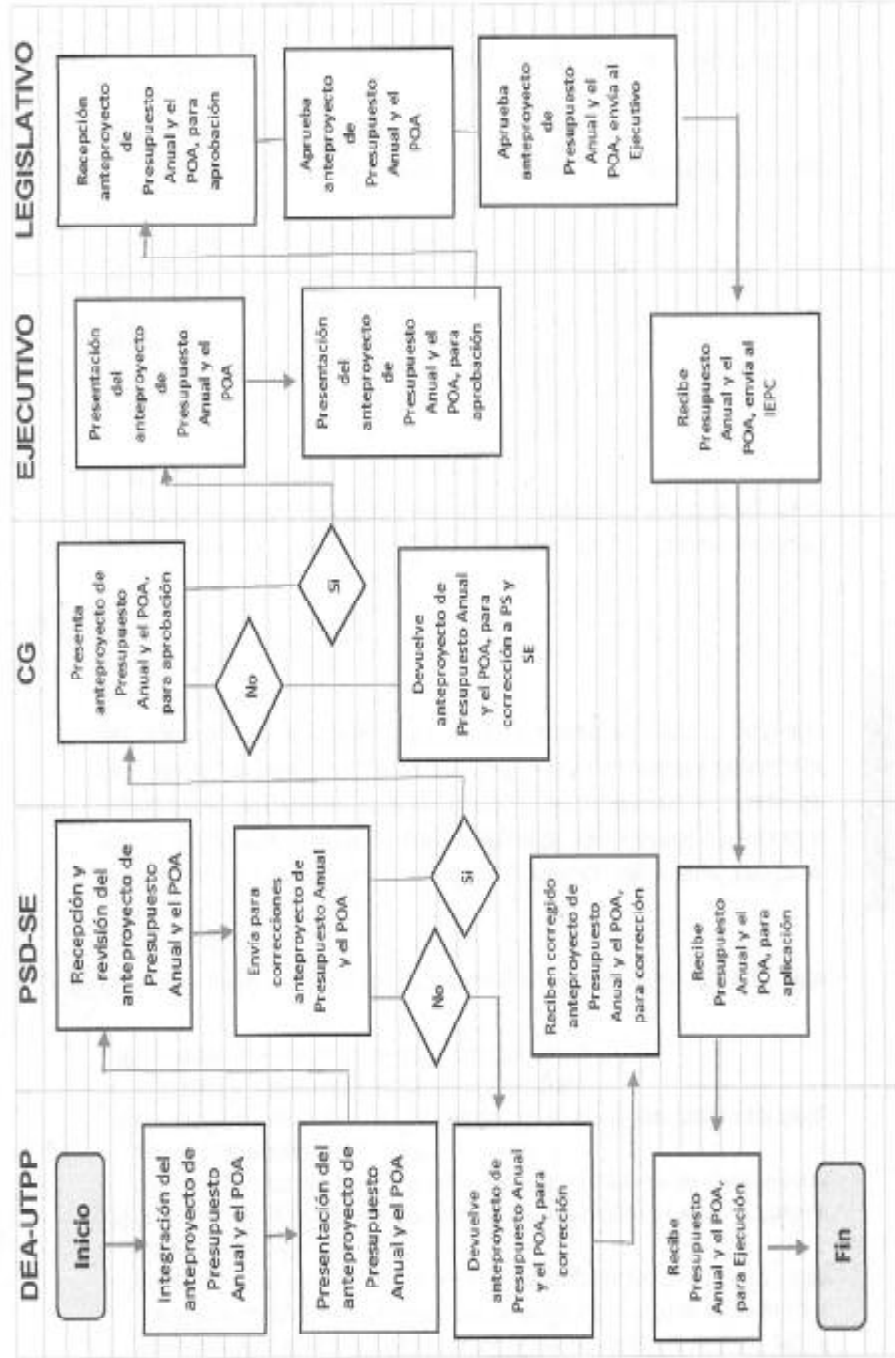 DEA-UTPP
PSD-SE
CG
EJECUTIVO
LEGISLATIVO
Inicio
Integración del
anteproyecto de
Presupuesto
Anual y el POA
Presentación del
anteproyecto de
Presupuesto
Anual y el POA
Devuelve
anteproyecto de
Presupuesto Anual
y el POA, para
corrección
Recibe
Presupuesto
Anual y el POA,
para Ejecución
Fin
Recepción y
revisión del
anteproyecto de
Presupuesto
Anual y el POA
Envía para
correcciones
anteproyecto de
Presupuesto Anual
y el POA
No
Si
Reciben corregido
anteproyecto de
Presupuesto
Anual y el POA,
para corrección
Recibe
Presupuesto
Anual y el
POA, para
aplicación
Presenta
anteproyecto de
Presupuesto
Anual y el POA,
para aprobación
No
Si
Devuelve
anteproyecto de
Presupuesto Anual
y el POA, para
corrección a PS y
SE
Presentación
del
anteproyecto
de
Presupuesto
Anual y el
POA
Presentación
del
anteproyecto
de
Presupuesto
Anual y el
POA, para
aprobación
Recibe
Presupuesto
Anual y el
POA, envía al
IEPC
Recepción
anteproyecto
de
Presupuesto
Anual y el
POA, para
aprobación
Aprueba
anteproyecto
de
Presupuesto
Anual y el
POA
Aprueba
anteproyecto
de
Presupuesto
Anual y el
POA, envia al
Ejecutivo